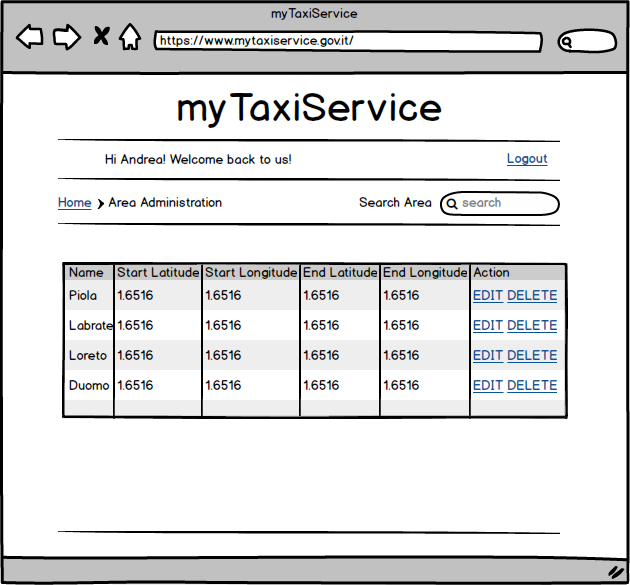 myTaxiService
https://www.mytaxiservice.gov.it/
myTaxiService
Hi Andrea! Welcome back to us! Logout
Home Area Administration Search Area search
Name Start Latitude Start Longitude End Latitude End Longitude Action
Piola 1.6516 1.6516 1.6516 1.6516 EDIT DELETE
Labrate 1.6516 1.6516 1.6516 1.6516 EDIT DELETE
Loreto 1.6516 1.6516 1.6516 1.6516 EDIT DELETE
Duomo 1.6516 1.6516 1.6516 1.6516 EDIT DELETE